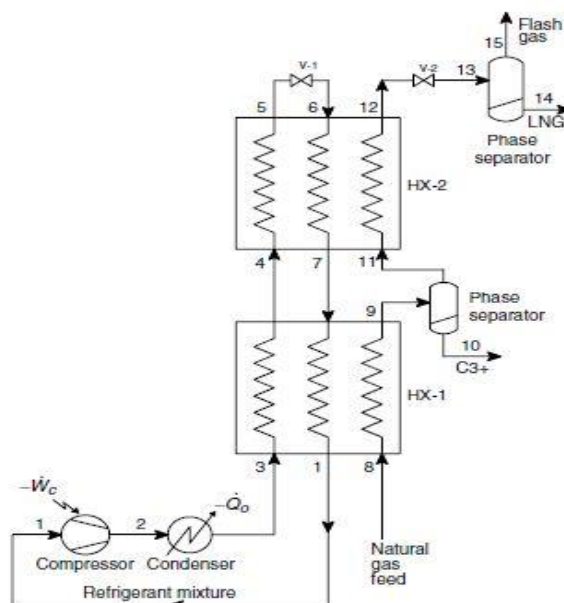 15
Flash
gas
V-1
V-2
13
5
6
12
14
LNG
Phase
separator
HX-2
4
7
11
9
Phase
separator
10
C3+
HX-1
3
1
8
−Ẇc
−Q̇o
1
2
Compressor
Condenser
Natural
gas
feed
Refrigerant mixture